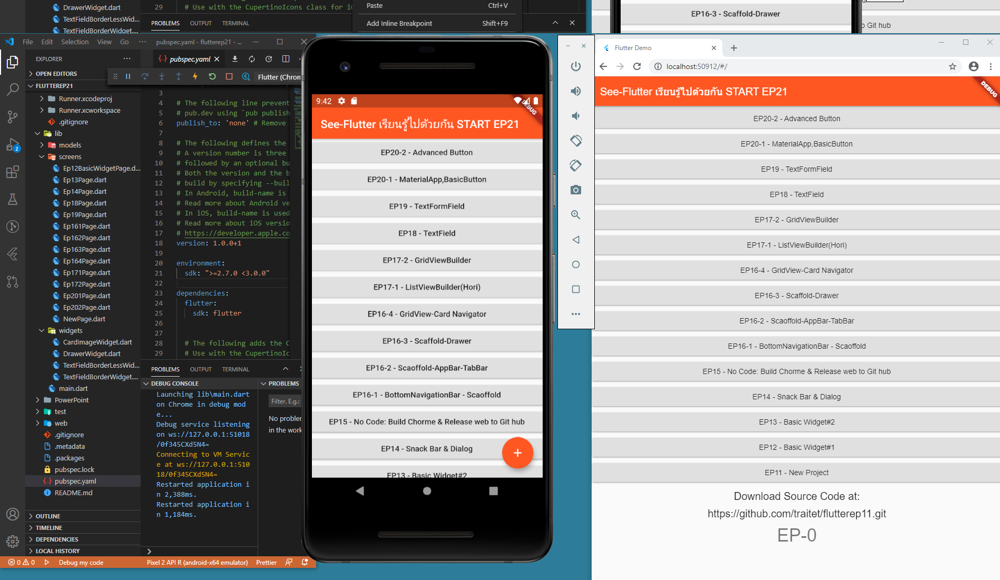 DrawerWidget.dart
TextFieldBorderLessWid...
TextFieldBorderWidget....
29 # Use with the CupertinoIcons class for iO
PROBLEMS OUTPUT TERMINAL
Paste Ctrl+V
Add Inline Breakpoint Shift+F9
EP16-3 - Scaffold-Drawer
o Git hub
File Edit Selection View Go ··· pubspec.yaml - flutterep21 - ...
EXPLORER ···
OPEN EDITORS
FLUTTEREP21
Runner.xcodeproj
Runner.xcworkspace
.gitignore
lib
models
screens
Ep12BasicWidgetPage.d...
Ep13Page.dart
Ep14Page.dart
Ep18Page.dart
Ep19Page.dart
Ep161Page.dart
Ep162Page.dart
Ep163Page.dart
Ep164Page.dart
Ep171Page.dart
Ep172Page.dart
Ep201Page.dart
Ep202Page.dart
NewPage.dart
widgets
CardImageWidget.dart
DrawerWidget.dart
TextFieldBorderLessWid...
TextFieldBorderWidget....
main.dart
PowerPoint
test
web
.gitignore
.metadata
.packages
pubspec.lock
pubspec.yaml
README.md
OUTLINE
TIMELINE
DEPENDENCIES
LOCAL HISTORY
2
pubspec.yaml
Flutter (Chrom
3
4 # The following line prevent
5 # pub.dev using `pub publish
6 publish_to: 'none' # Remove
7
8 # The following defines the
9 # A version number is three
10 # followed by an optional bu
11 # Both the version and the b
12 # build by specifying --buil
13 # In Android, build-name is
14 # Read more about Android ve
15 # In iOS, build-name is used
16 # Read more about iOS versio
17 # https://developer.apple.co
18 version: 1.0.0+1
19
20 environment:
21 sdk: ">=2.7.0 <3.0.0"
22
23 dependencies:
24 flutter:
25 sdk: flutter
26
27
28 # The following adds the C
29 # Use with the CupertinoIc
PROBLEMS OUTPUT TERMINAL
DEBUG CONSOLE
Launching lib\main.dart
on Chrome in debug mod
e...
Debug service listening
on ws://127.0.0.1:51018
/0f345CXd5N4=
Connecting to VM Servic
e at ws://127.0.0.1:510
18/0f345CXd5N4=
Restarted application i
n 2,388ms.
Restarted application i
n 1,184ms.
PROBLEMS
Filter. E.g.:
No probler
in the work
0 0 Debug my code Pixel 2 API R (android-x64 emulator) Prettier
9:42
DEBUG
See-Flutter เรียนรู้ไปด้วยกัน START EP21
EP20-2 - Advanced Button
EP20-1 - MaterialApp,BasicButton
EP19 - TextFormField
EP18 - TextField
EP17-2 - GridViewBuilder
EP17-1 - ListViewBuilder(Hori)
EP16-4 - GridView-Card Navigator
EP16-3 - Scaffold-Drawer
EP16-2 - Scaoffold-AppBar-TabBar
EP16-1 - BottomNavigationBar - Scaoffold
EP15 - No Code: Build Chorme & Release web to Git hub
EP14 - Snack Bar & Dialog
EP13 - Basic Widget#2
+
Flutter Demo
localhost:50912/#/
See-Flutter เรียนรู้ไปด้วยกัน START EP21
DEBUG
EP20-2 - Advanced Button
EP20-1 - MaterialApp,BasicButton
EP19 - TextFormField
EP18 - TextField
EP17-2 - GridViewBuilder
EP17-1 - ListViewBuilder(Hori)
EP16-4 - GridView-Card Navigator
EP16-3 - Scaffold-Drawer
EP16-2 - Scaoffold-AppBar-TabBar
EP16-1 - BottomNavigationBar - Scaoffold
EP15 - No Code: Build Chorme & Release web to Git hub
EP14 - Snack Bar & Dialog
EP13 - Basic Widget#2
EP12 - Basic Widget#1
EP11 - New Project
Download Source Code at:
https://github.com/traitet/flutterep11.git
EP-0